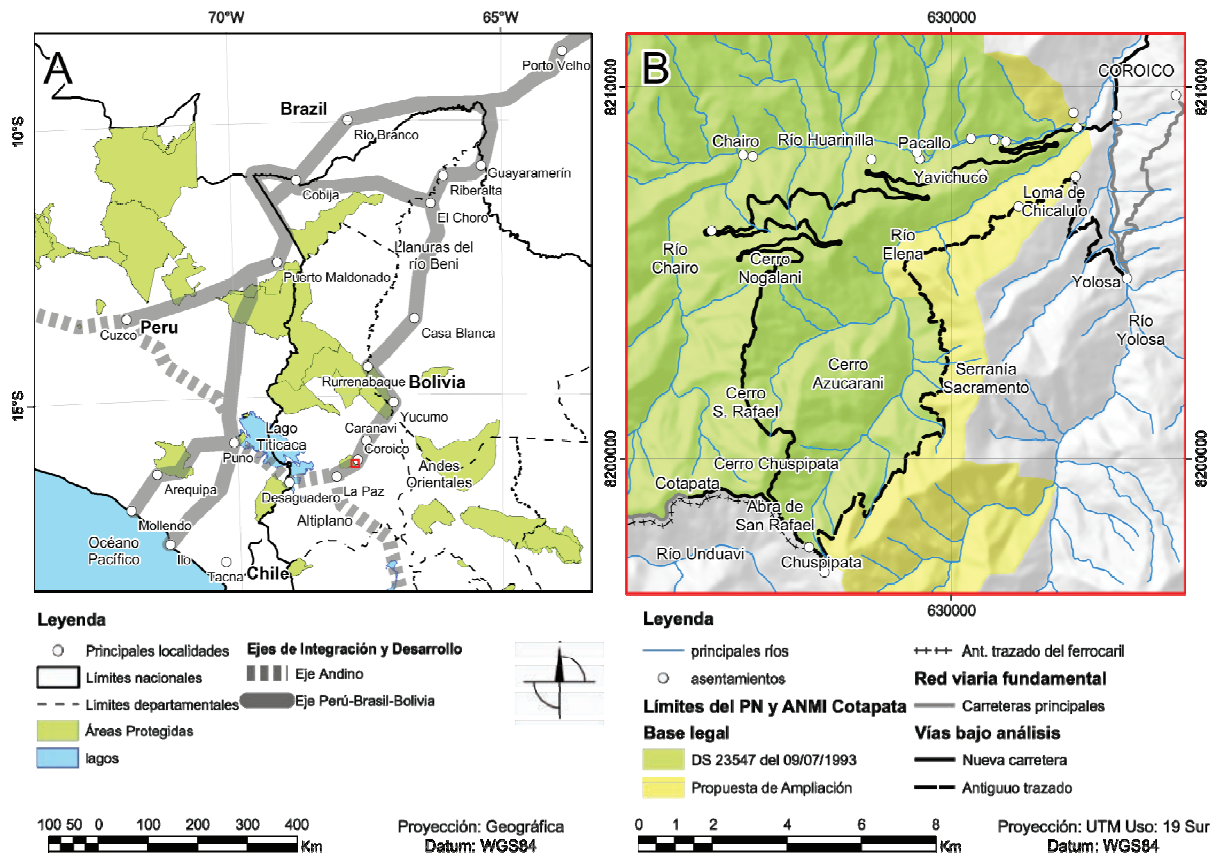 70°W
65°W
A
10°S
15°S
Porto Velho
Brazil
Río Branco
Guayaramerín
Riberalta
Cobija
El Choro
Llanuras del
río Beni
Puerto Maldonado
Peru
Cuzco
Casa Blanca
Rurrenabaque
Bolivia
Yucumo
Lago
Titicaca
Caranavi
Coroico
Puno
Andes
Orientales
Arequipa
Desaguadero
La Paz
Altiplano
Mollendo
Océano
Pacífico
Ilo
Tacna
Chile
Leyenda
Principales localidades
Límites nacionales
Limites departamentales
Áreas Protegidas
lagos
Ejes de Integración y Desarrollo
Eje Andino
Eje Perú-Brasil-Bolivia
100 50 0 100 200 300 400
Km
Proyección: Geográfica
Datum: WGS84
630000
B
COROICO
8210000
8210000
Chairo
Río Huarinilla
Pacallo
Yavichuco
Loma de
Chicalulo
Río
Chairo
Río
Elena
Cerro
Nogalani
Yolosa
Río
Yolosa
Cerro
Azucarani
Serranía
Sacramento
Cerro
S. Rafael
Cerro Chuspipata
8200000
8200000
Cotapata
Abra de
San Rafael
Río Unduavi
Chuspipata
630000
Leyenda
principales ríos
asentamientos
Límites del PN y ANMI Cotapata
Base legal
DS 23547 del 09/07/1993
Propuesta de Ampliación
Ant. trazado del ferrocaril
Red viaria fundamental
Carreteras principales
Vías bajo análisis
Nueva carretera
Antiguuo trazado
0 1 2 4 6 8
Km
Proyección: UTM Uso: 19 Sur
Datum: WGS84